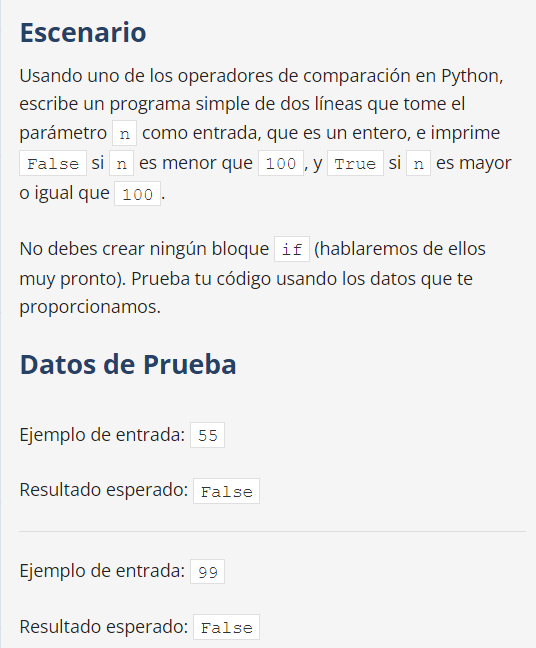 Escenario
Usando uno de los operadores de comparación en Python,
escribe un programa simple de dos líneas que tome el
parámetro n como entrada, que es un entero, e imprime
False si n es menor que 100, y True si n es mayor
o igual que 100.
No debes crear ningún bloque if (hablaremos de ellos
muy pronto). Prueba tu código usando los datos que te
proporcionamos.
Datos de Prueba
Ejemplo de entrada: 55
Resultado esperado: False
Ejemplo de entrada: 99
Resultado esperado: False